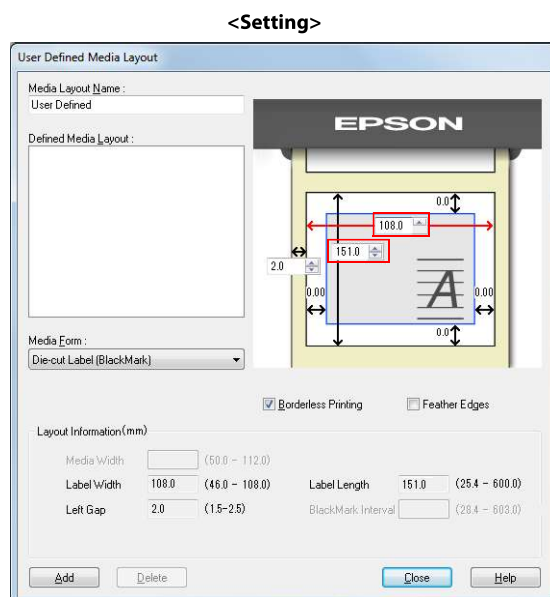 <Setting>
User Defined Media Layout
Media Layout Name :
User Defined
Defined Media Layout :
EPSON
0.0
108.0
151.0
2.0
0.00
A
0.00
0.0
Media Form :
Die-cut Label (BlackMark)
Borderless Printing
Feather Edges
Layout Information(mm)
Media Width (50.0 - 112.0)
Label Width 108.0 (46.0 - 108.0) Label Length 151.0 (25.4 - 600.0)
Left Gap 2.0 (1.5-2.5) BlackMark Interval (28.4 - 603.0)
Add Delete Close Help